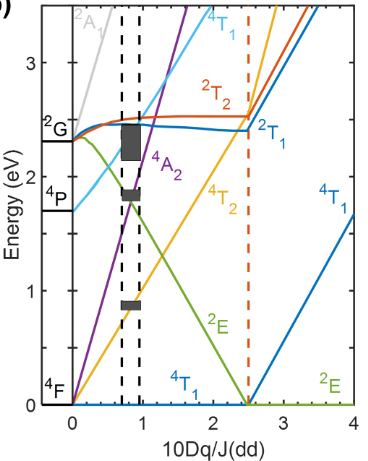 )
²A₁
⁴T₁
3
²T₂
²G
²T₁
⁴A₂
2
⁴P
⁴T₂
⁴T₁
Energy (eV)
1
²E
⁴F
⁴T₁
²E
0
0 1 2 3 4
10Dq/J(dd)